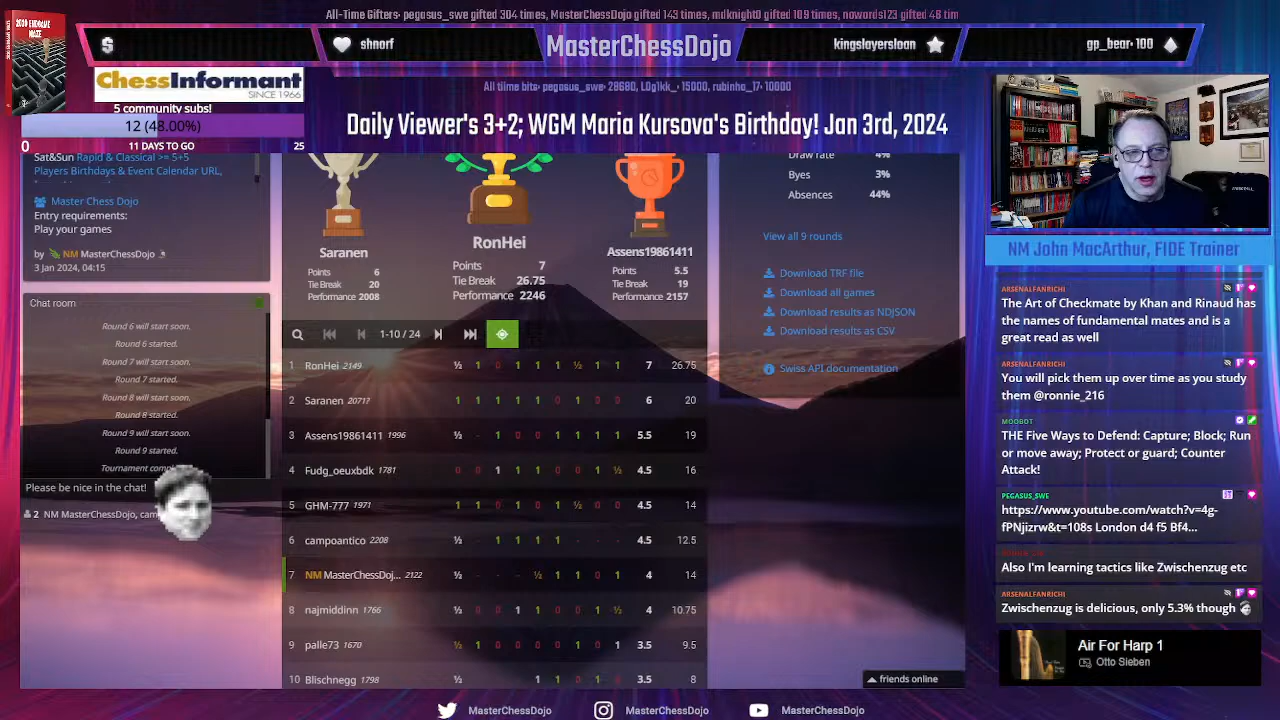 All-Time Gifters: pegasus_swe gifted 304 times, MasterChessDojo gifted 143 times, mdknight0 gifted 109 times, nowards123 gifted 46 tim
$
shnorf
MasterChessDojo
kingslayersloan
gp_bear: 100
ChessInformant
SINCE 1966
All time bits: pegasus_swe: 28680, L0g1kk_: 15000, rubinho_17: 10000
5 community subs!
12 (48.00%)
0
11 DAYS TO GO
25
Daily Viewer's 3+2; WGM Maria Kursova's Birthday! Jan 3rd, 2024
Sat&Sun Rapid & Classical >= 5+5
Players Birthdays & Event Calendar URL,
Master Chess Dojo
Entry requirements:
Play your games
by NM MasterChessDojo
3 Jan 2024, 04:15
Chat room
Round 6 will start soon.
Round 6 started.
Round 7 will start soon.
Round 7 started.
Round 8 will start soon.
Round 8 started.
Round 9 will start soon.
Round 9 started.
Tournament compl
Please be nice in the chat!
2 NM MasterChessDojo, cam
Saranen
Points 6
Tie Break 20
Performance 2008
RonHei
Points 7
Tie Break 26.75
Performance 2246
Assens19861411
Points 5.5
Tie Break 19
Performance 2157
1-10 / 24
1 RonHei 2149 ½ 1 0 1 1 1 ½ 1 1 7 26.75
2 Saranen 2071? 1 1 1 1 1 0 1 0 0 6 20
3 Assens19861411 1996 ½ - 1 0 0 1 1 1 1 5.5 19
4 Fudg_oeuxbdk 1781 0 0 1 1 1 0 0 1 ½ 4.5 16
5 GHM-777 1971 1 1 0 1 0 1 ½ 0 0 4.5 14
6 campoantico 2208 ½ - 1 1 1 1 - - - 4.5 12.5
7 NM MasterChessDoj... 2122 ½ - - - ½ 1 1 0 1 4 14
8 najmiddinn 1766 ½ 0 0 1 1 0 0 1 ½ 4 10.75
9 palle73 1670 ½ 1 0 0 0 1 0 0 1 3.5 9.5
10 Blischnegg 1798 ½ ½ 1 1 0 1 3.5 8
Draw rate 4%
Byes 3%
Absences 44%
View all 9 rounds
Download TRF file
Download all games
Download results as NDJSON
Download results as CSV
Swiss API documentation
friends online
NM John MacArthur, FIDE Trainer
ARSENALFANRICHI
The Art of Checkmate by Khan and Rinaud has
the names of fundamental mates and is a
great read as well
ARSENALFANRICHI
You will pick them up over time as you study
them @ronnie_216
MOOBOT
THE Five Ways to Defend: Capture; Block; Run
or move away; Protect or guard; Counter
Attack!
PEGASUS_SWE
https://www.youtube.com/watch?v=4g-
fPNjizrw&t=108s London d4 f5 Bf4...
Also I'm learning tactics like Zwischenzug etc
ARSENALFANRICHI
Zwischenzug is delicious, only 5.3% though
Air For Harp 1
Otto Sieben
MasterChessDojo
MasterChessDojo
MasterChessDojo